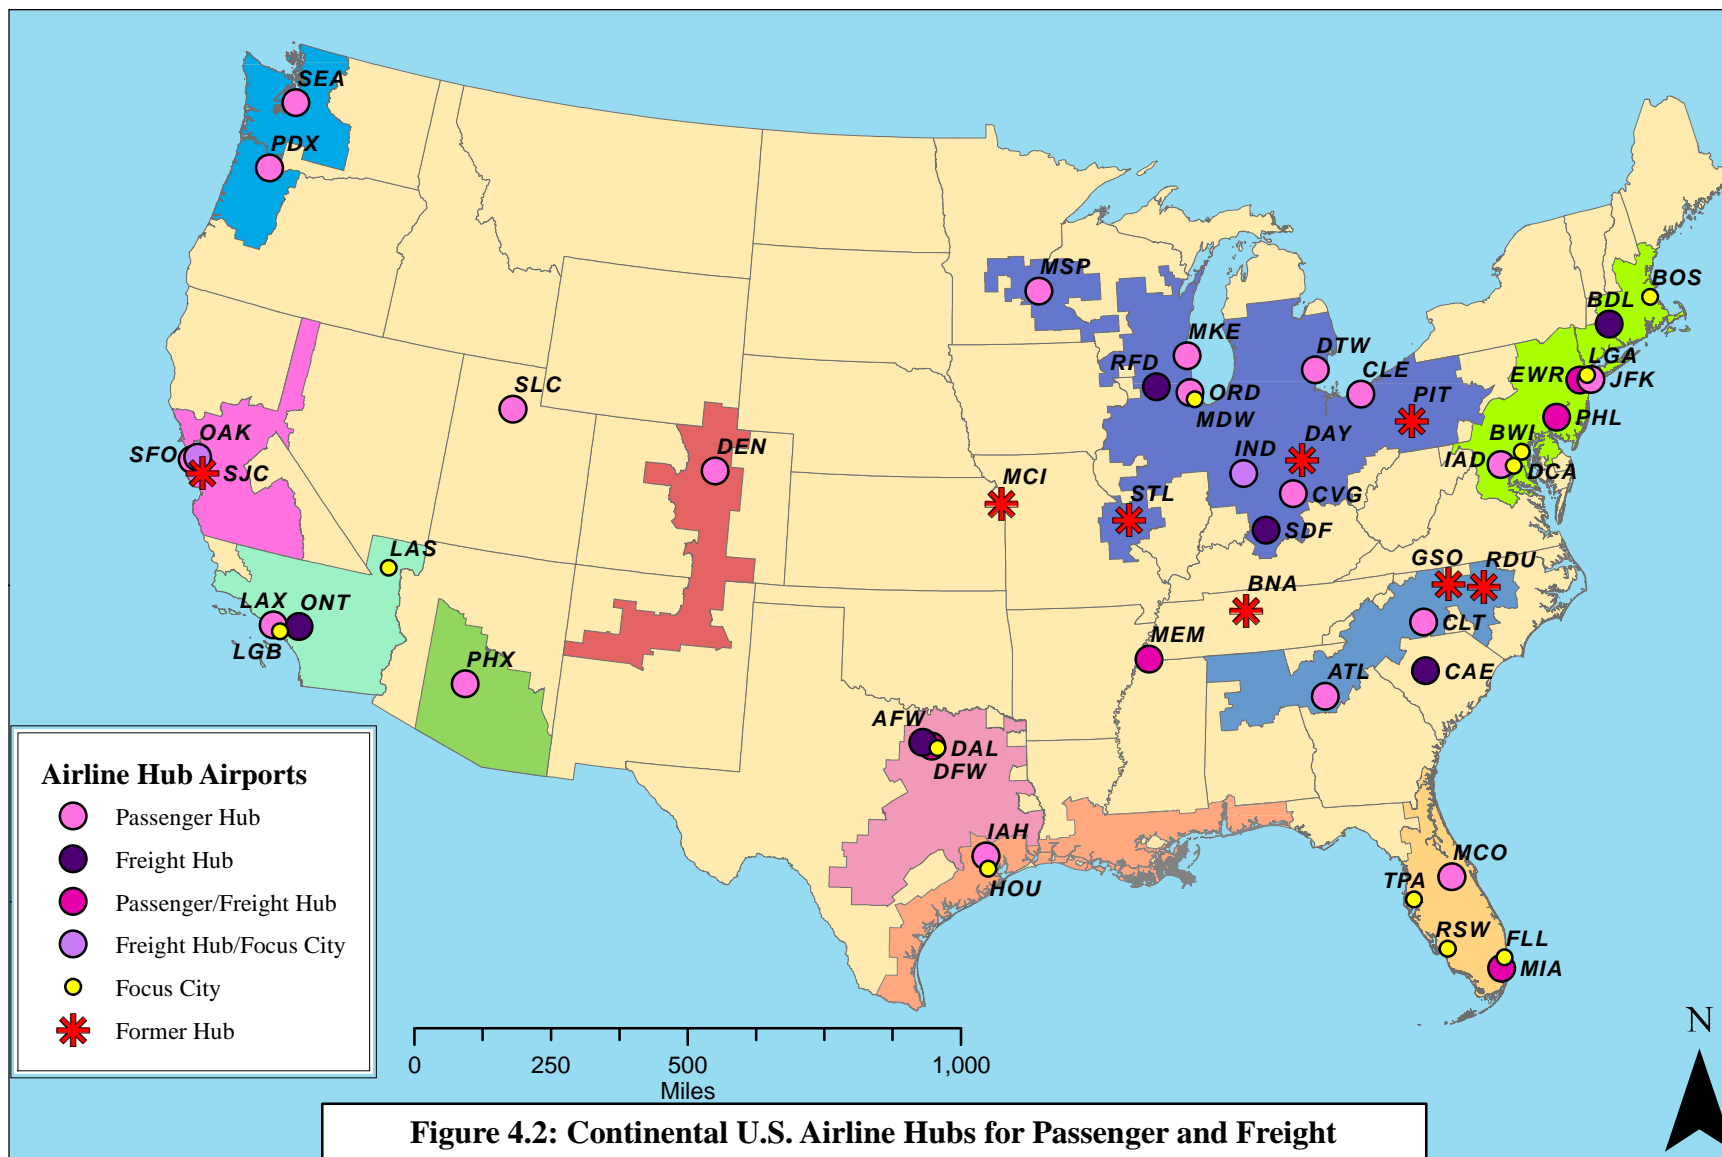 SEA
PDX
MSP
BOS
BDL
MKE
DTW
LGA
RFD
CLE
EWR
JFK
SLC
ORD
PIT
MDW
PHL
OAK
DAY
BWI
SFO
DEN
IND
IAD
DCA
SJC
MCI
STL
CVG
SDF
LAS
GSO
RDU
BNA
LAX
ONT
CLT
LGB
MEM
PHX
ATL
CAE
AFW
DAL
DFW
IAH
HOU
MCO
TPA
RSW
FLL
MIA
Airline Hub Airports
Passenger Hub
Freight Hub
Passenger/Freight Hub
Freight Hub/Focus City
Focus City
Former Hub
0 250 500 1,000
Miles
N
Figure 4.2: Continental U.S. Airline Hubs for Passenger and Freight